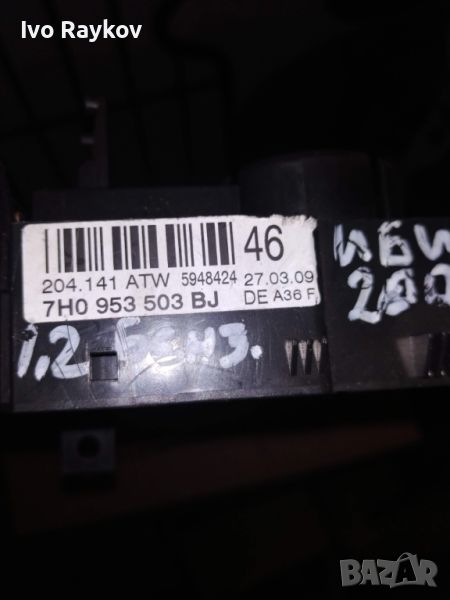 Ivo Raykov
46
204.141 ATW 5948424 27.03.09
7H0 953 503 BJ DE A36 F
1,2 Бенз.
BAZAR